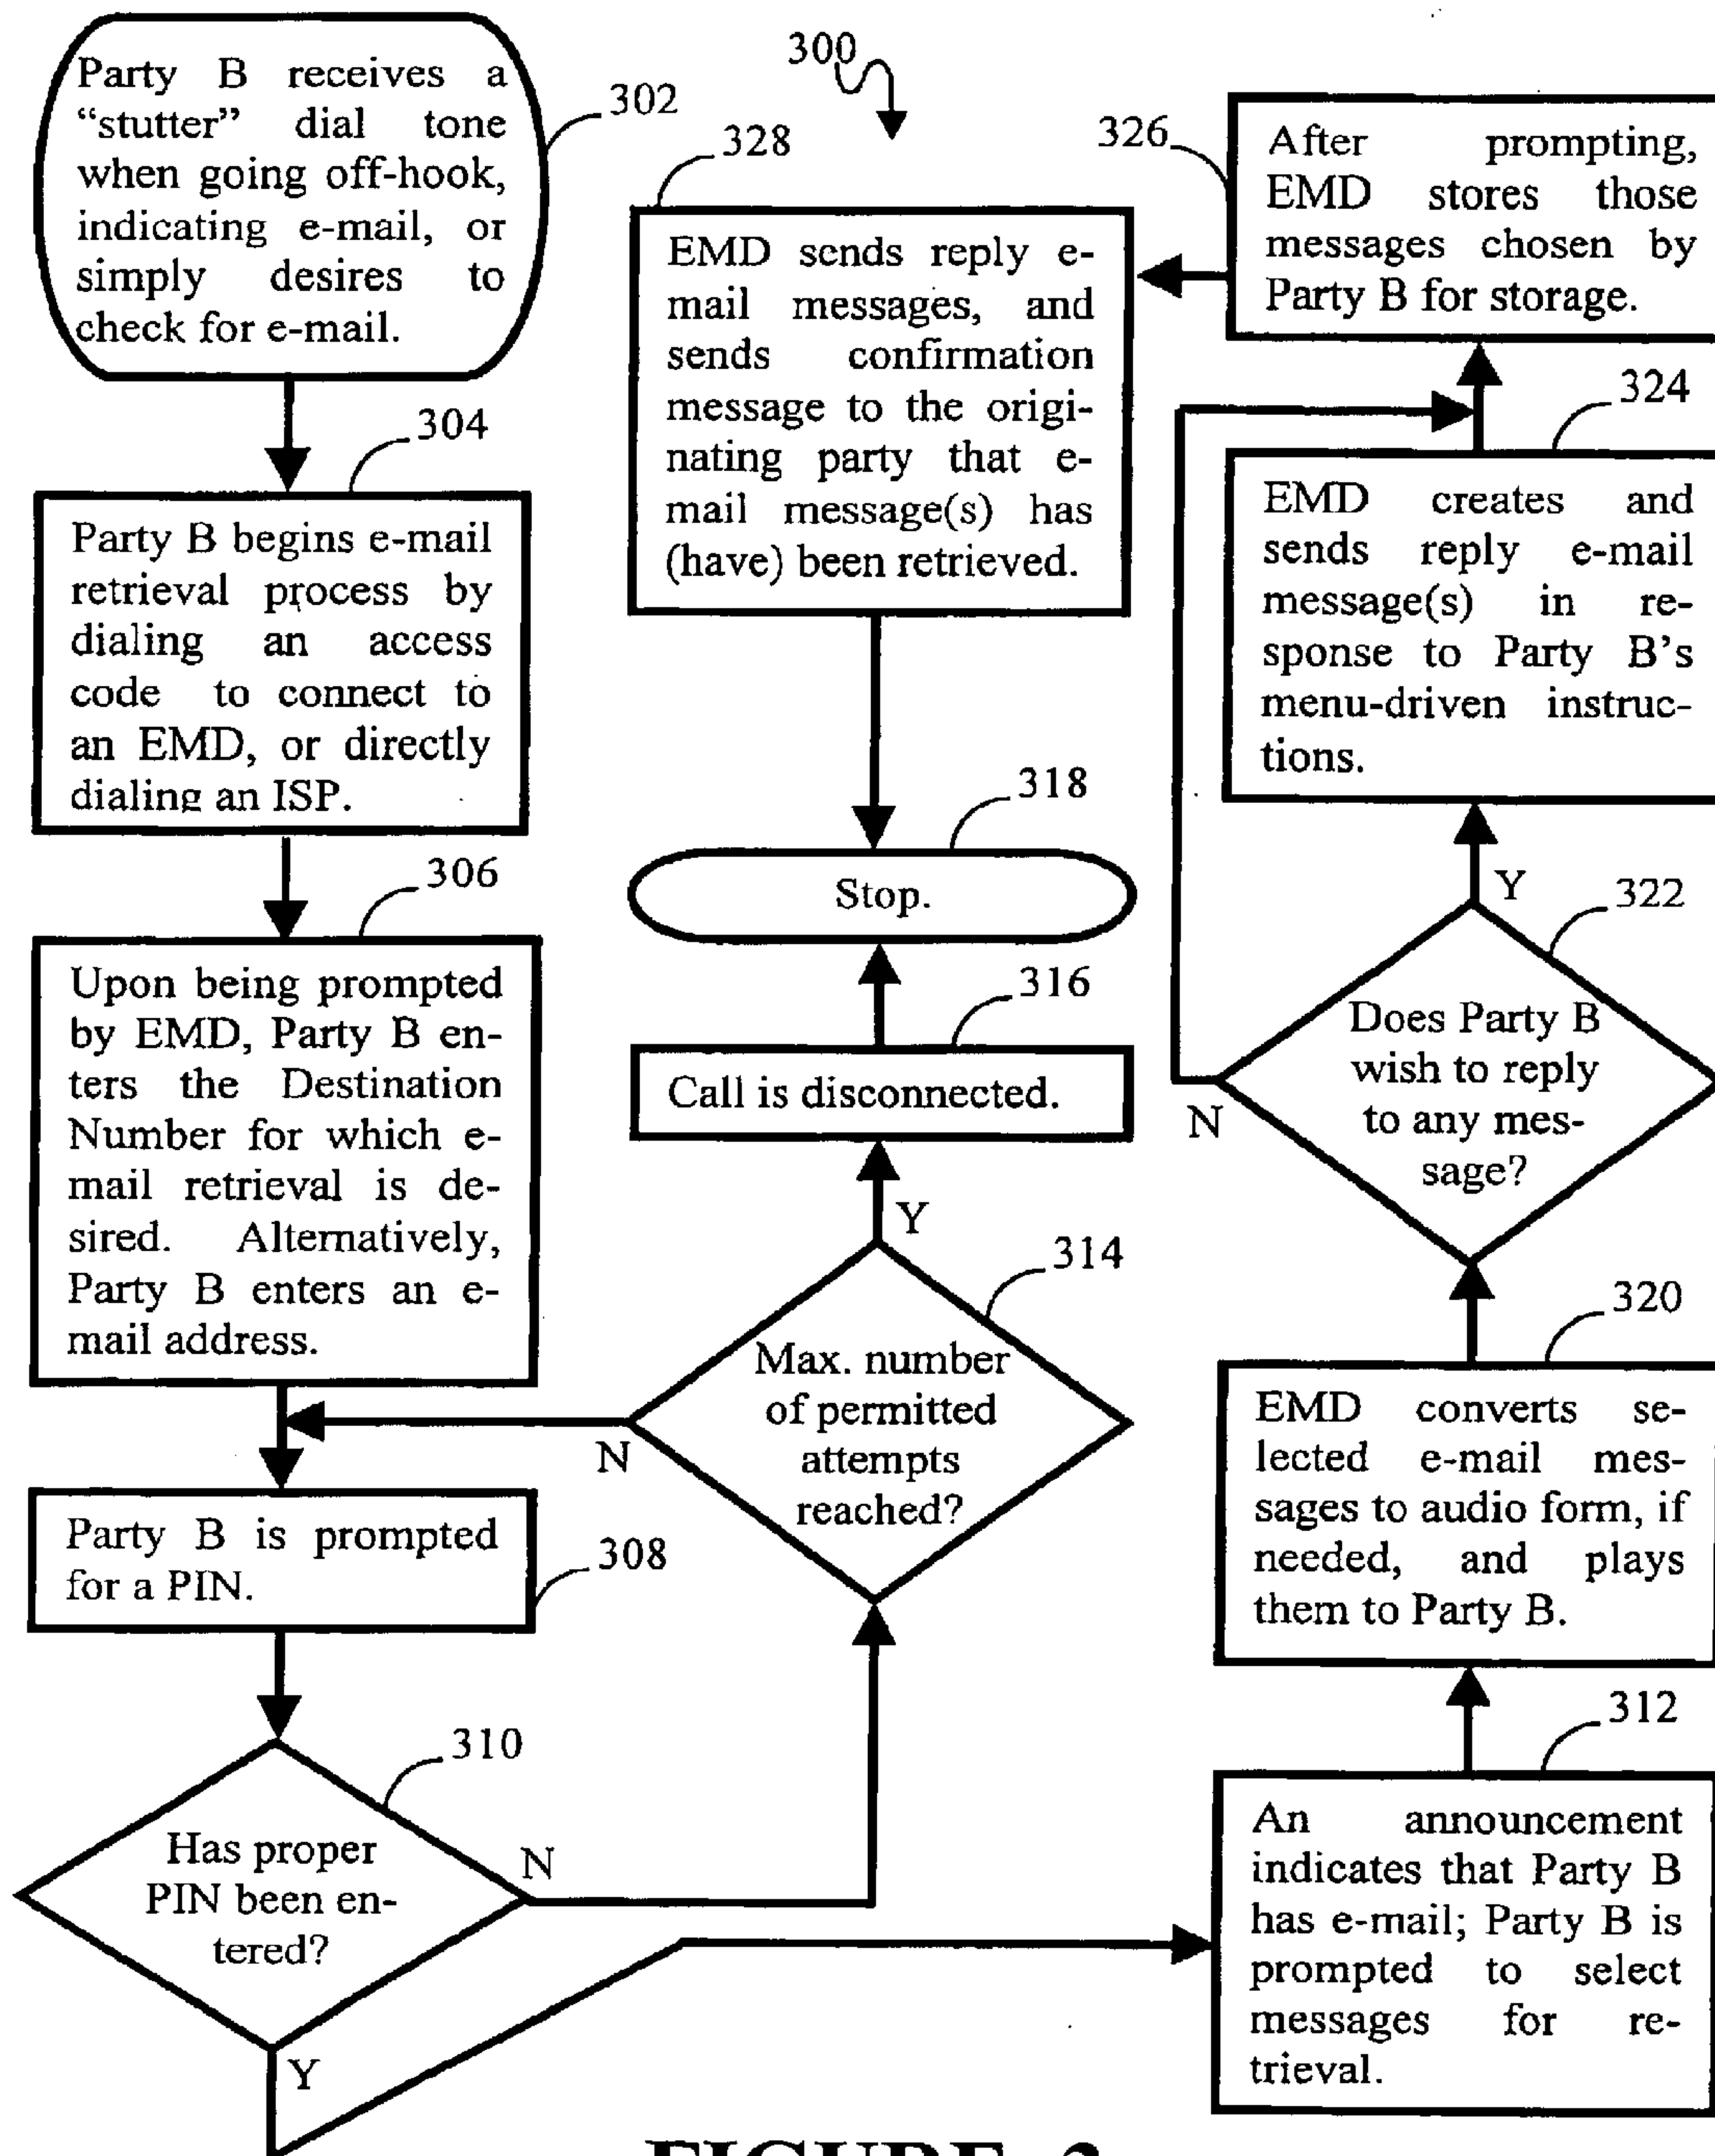 300
302
Party B receives a
“stutter” dial tone
when going off-hook,
indicating e-mail, or
simply desires to
check for e-mail.
304
Party B begins e-mail
retrieval process by
dialing an access
code to connect to
an EMD, or directly
dialing an ISP.
306
Upon being prompted
by EMD, Party B en-
ters the Destination
Number for which e-
mail retrieval is de-
sired. Alternatively,
Party B enters an e-
mail address.
308
Party B is prompted
for a PIN.
310
Has proper
PIN been en-
tered?
N
Y
328
EMD sends reply e-
mail messages, and
sends confirmation
message to the origi-
nating party that e-
mail message(s) has
(have) been retrieved.
318
Stop.
316
Call is disconnected.
Y
314
Max. number
of permitted
attempts
reached?
N
326
After prompting,
EMD stores those
messages chosen by
Party B for storage.
324
EMD creates and
sends reply e-mail
message(s) in re-
sponse to Party B’s
menu-driven instruc-
tions.
Y
322
Does Party B
wish to reply
to any mes-
sage?
N
320
EMD converts se-
lected e-mail mes-
sages to audio form, if
needed, and plays
them to Party B.
312
An announcement
indicates that Party B
has e-mail; Party B is
prompted to select
messages for re-
trieval.